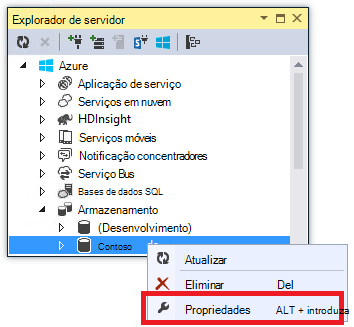 Explorador de servidor
Azure
Aplicação de serviço
Serviços em nuvem
HDInsight
Serviços móveis
Notificação concentradores
Serviço Bus
Bases de dados SQL
Armazenamento
(Desenvolvimento)
Contoso
Atualizar
Eliminar Del
Propriedades ALT + introduza